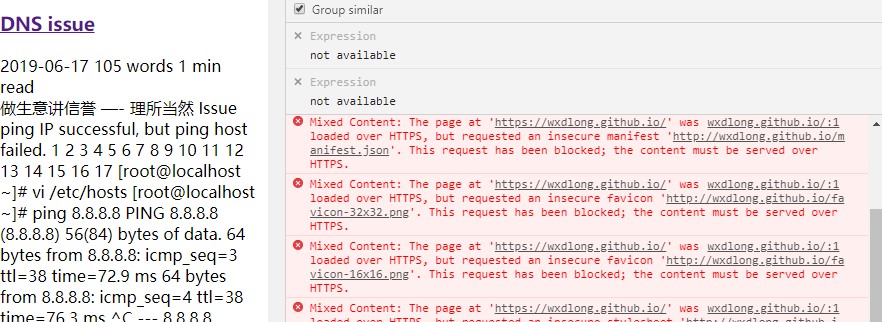 DNS issue
2019-06-17 105 words 1 min
read
做生意讲信誉 —- 理所当然 Issue
ping IP successful, but ping host
failed. 1 2 3 4 5 6 7 8 9 10 11 12
13 14 15 16 17 [root@localhost
~]# vi /etc/hosts [root@localhost
~]# ping 8.8.8.8 PING 8.8.8.8
(8.8.8.8) 56(84) bytes of data. 64
bytes from 8.8.8.8: icmp_seq=3
ttl=38 time=72.9 ms 64 bytes
from 8.8.8.8: icmp_seq=4 ttl=38
time=76.3 ms ^C --- 8.8.8.8
Group similar
Expression
not available
Expression
not available
Mixed Content: The page at 'https://wxdlong.github.io/' was wxdlong.github.io/:1
loaded over HTTPS, but requested an insecure manifest 'http://wxdlong.github.io/m
anifest.json'. This request has been blocked; the content must be served over
HTTPS.
Mixed Content: The page at 'https://wxdlong.github.io/' was wxdlong.github.io/:1
loaded over HTTPS, but requested an insecure favicon 'http://wxdlong.github.io/fa
vicon-32x32.png'. This request has been blocked; the content must be served over
HTTPS.
Mixed Content: The page at 'https://wxdlong.github.io/' was wxdlong.github.io/:1
loaded over HTTPS, but requested an insecure favicon 'http://wxdlong.github.io/fa
vicon-16x16.png'. This request has been blocked; the content must be served over
HTTPS.
Mixed Content: The page at 'https://wxdlong.github.io/' was wxdlong.github.io/:1
loaded over HTTPS, but requested an insecure stylesheet 'http://wxdlong.github.i